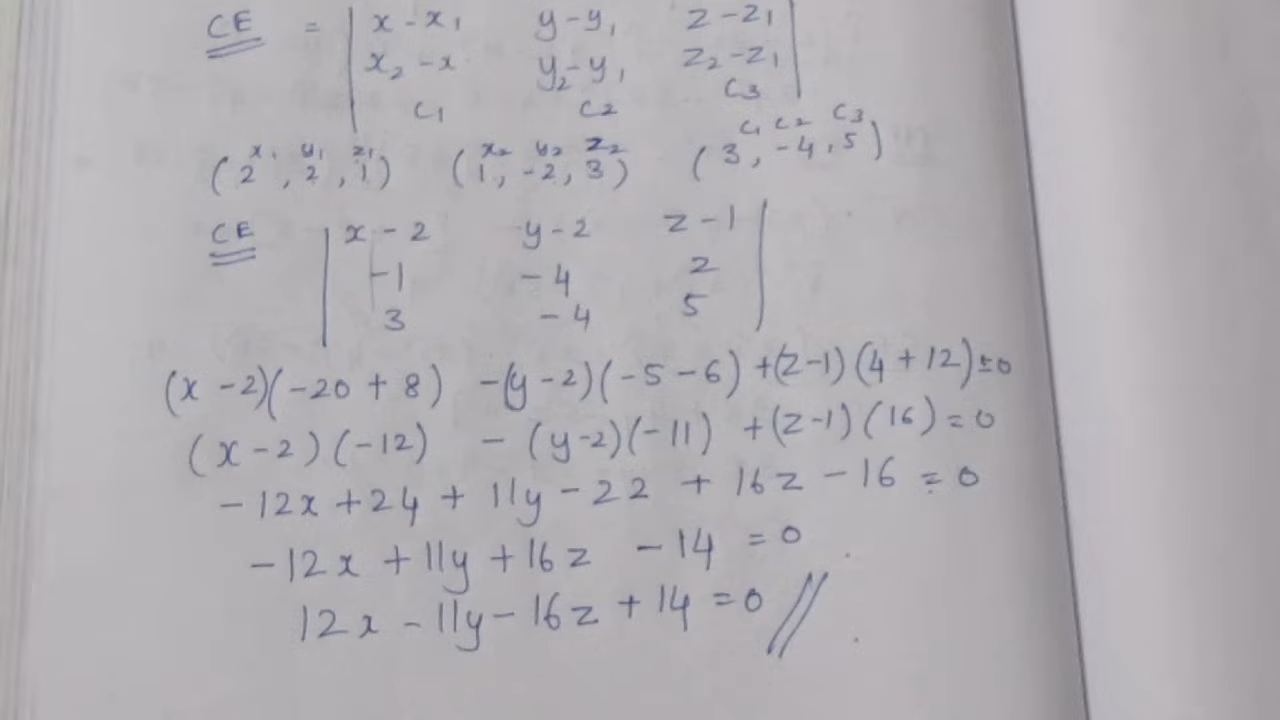 CE = | x - x₁ y - y₁ z - z₁ |
| x₂ - x y₂ - y₁ z₂ - z₁ |
| c₁ c₂ c₃ |
x₁ y₁ z₁ x₂ y₂ z₂ c₁ c₂ c₃
(2, 2, 1) (1, -2, 3) (3, -4, 5)
CE | x - 2 y - 2 z - 1 |
| -1 -4 2 |
| 3 -4 5 |
(x - 2)(-20 + 8) - (y - 2)(-5 - 6) + (z - 1)(4 + 12) = 0
(x - 2)(-12) - (y - 2)(-11) + (z - 1)(16) = 0
-12x + 24 + 11y - 22 + 16z - 16 = 0
-12x + 11y + 16z - 14 = 0
12x - 11y - 16z + 14 = 0 //